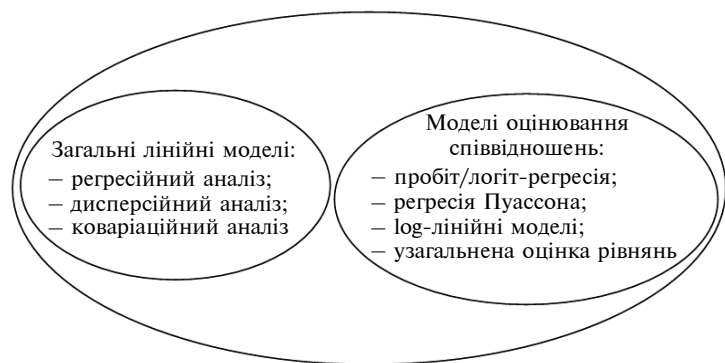 Загальні лінійні моделі:
– регресійний аналіз;
– дисперсійний аналіз;
– коваріаційний аналіз
Моделі оцінювання
співвідношень:
– пробіт/логіт-регресія;
– регресія Пуассона;
– log-лінійні моделі;
– узагальнена оцінка рівнянь